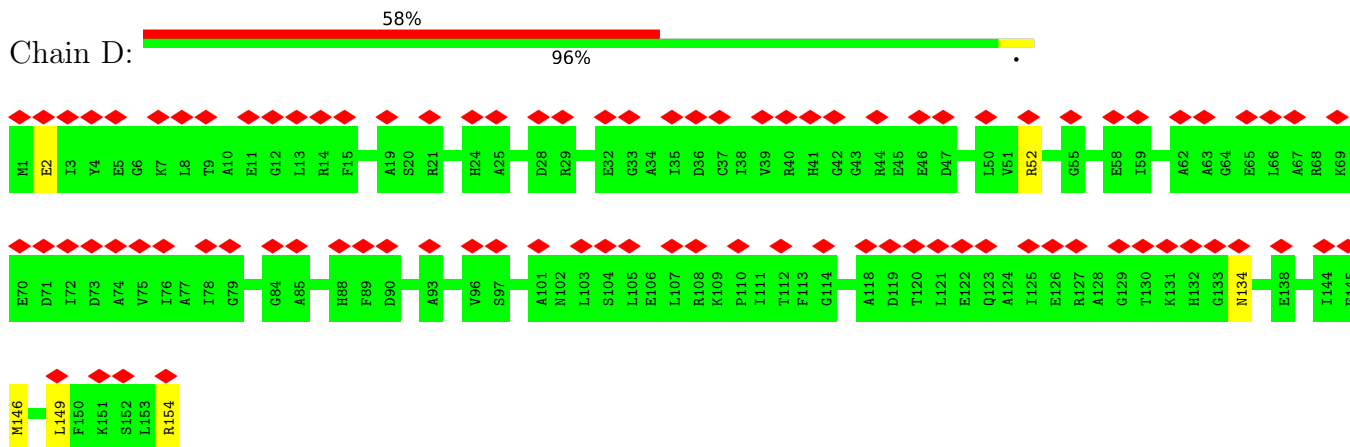 58%
Chain D:
96%
.
M1 E2 I3 Y4 E5 G6 K7 L8 T9 A10 E11 G12 L13 R14 F15 A19 S20 R21 H24 A25 D28 R29 E32 G33 A34 I35 D36 C37 I38 V39 R40 H41 G42 G43 R44 E45 E46 D47 L50 V51 R52 G55 E58 I59 A62 A63 G64 E65 L66 A67 R68 K69
E70 D71 I72 D73 A74 V75 I76 A77 I78 G79 G84 A85 H88 F89 D90 A93 V96 S97 A101 N102 L103 S104 L105 E106 L107 R108 K109 P110 I111 T112 F113 G114 A118 D119 T120 L121 E122 Q123 A124 I125 E126 R127 A128 G129 T130 K131 H132 G133 N134 E138 I144
M146 L149 F150 K151 S152 L153 R154